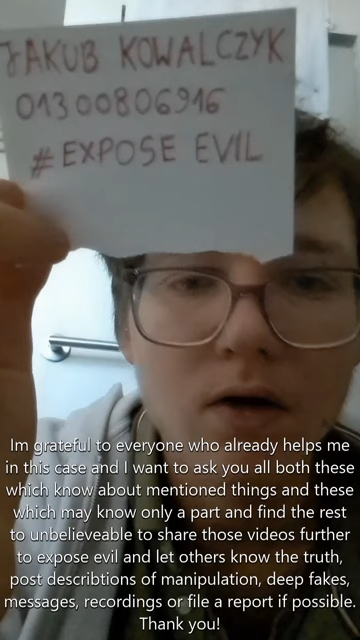 JAKUB KOWALCZYK
01300806916
# EXPOSE EVIL
Im grateful to everyone who already helps me
in this case and I want to ask you all both these
which know about mentioned things and these
which may know only a part and find the rest
to unbelieveable to share those videos further
to expose evil and let others know the truth,
post describtions of manipulation, deep fakes,
messages, recordings or file a report if possible.
Thank you!